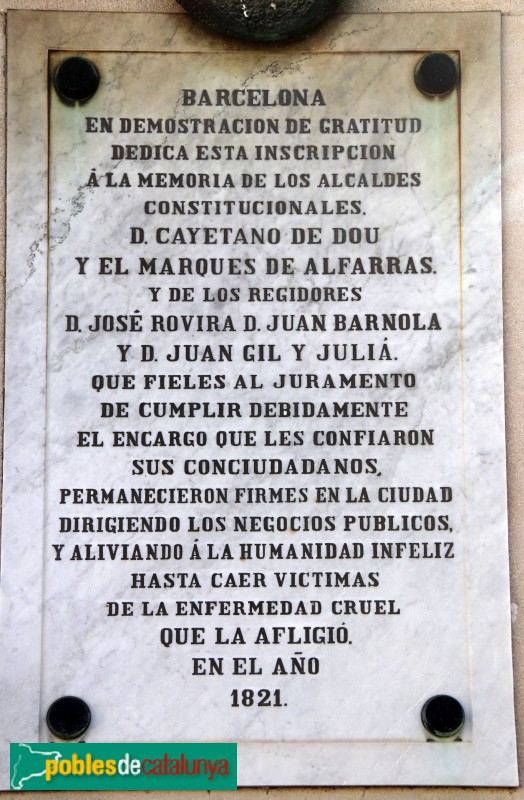 BARCELONA
EN DEMOSTRACION DE GRATITUD
DEDICA ESTA INSCRIPCION
Á LA MEMORIA DE LOS ALCALDES
CONSTITUCIONALES.
D. CAYETANO DE DOU
Y EL MARQUES DE ALFARRAS.
Y DE LOS REGIDORES
D. JOSÉ ROVIRA D. JUAN BARNOLA
Y D. JUAN GIL Y JULIÁ.
QUE FIELES AL JURAMENTO
DE CUMPLIR DEBIDAMENTE
EL ENCARGO QUE LES CONFIARON
SUS CONCIUDADANOS,
PERMANECIERON FIRMES EN LA CIUDAD
DIRIGIENDO LOS NEGOCIOS PUBLICOS,
Y ALIVIANDO Á LA HUMANIDAD INFELIZ
HASTA CAER VICTIMAS
DE LA ENFERMEDAD CRUEL
QUE LA AFLIGIÓ.
EN EL AÑO
1821.
poblesdecatalunya